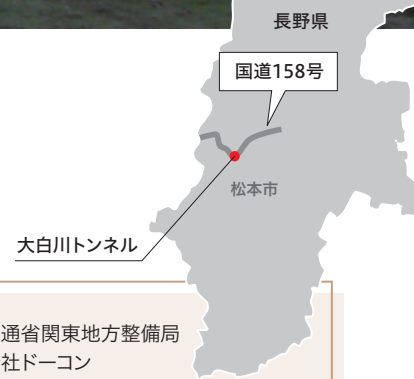 長野県
国道158号
松本市
大白川トンネル
通省関東地方整備局
社ドーコン